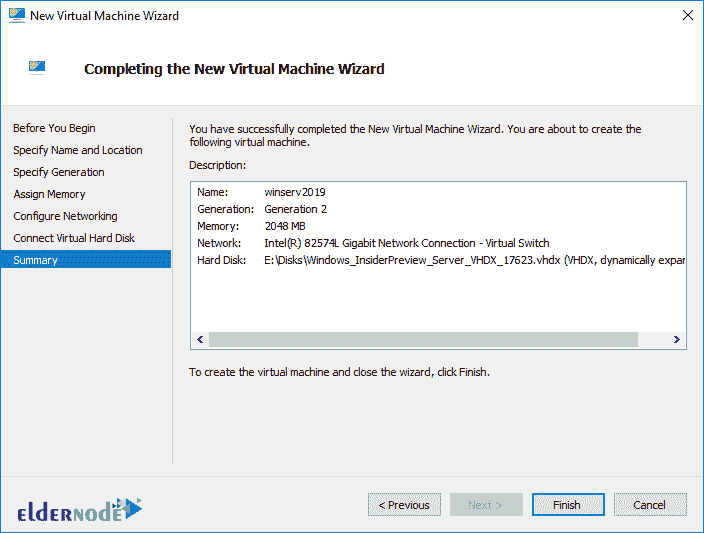 New Virtual Machine Wizard
Completing the New Virtual Machine Wizard
Before You Begin
Specify Name and Location
Specify Generation
Assign Memory
Configure Networking
Connect Virtual Hard Disk
Summary
You have successfully completed the New Virtual Machine Wizard. You are about to create the
following virtual machine.
Description:
Name: winserv2019
Generation: Generation 2
Memory: 2048 MB
Network: Intel(R) 82574L Gigabit Network Connection - Virtual Switch
Hard Disk: E:\Disks\Windows_InsiderPreview_Server_VHDX_17623.vhdx (VHDX, dynamically expar
To create the virtual machine and close the wizard, click Finish.
eldernode
< Previous
Next >
Finish
Cancel